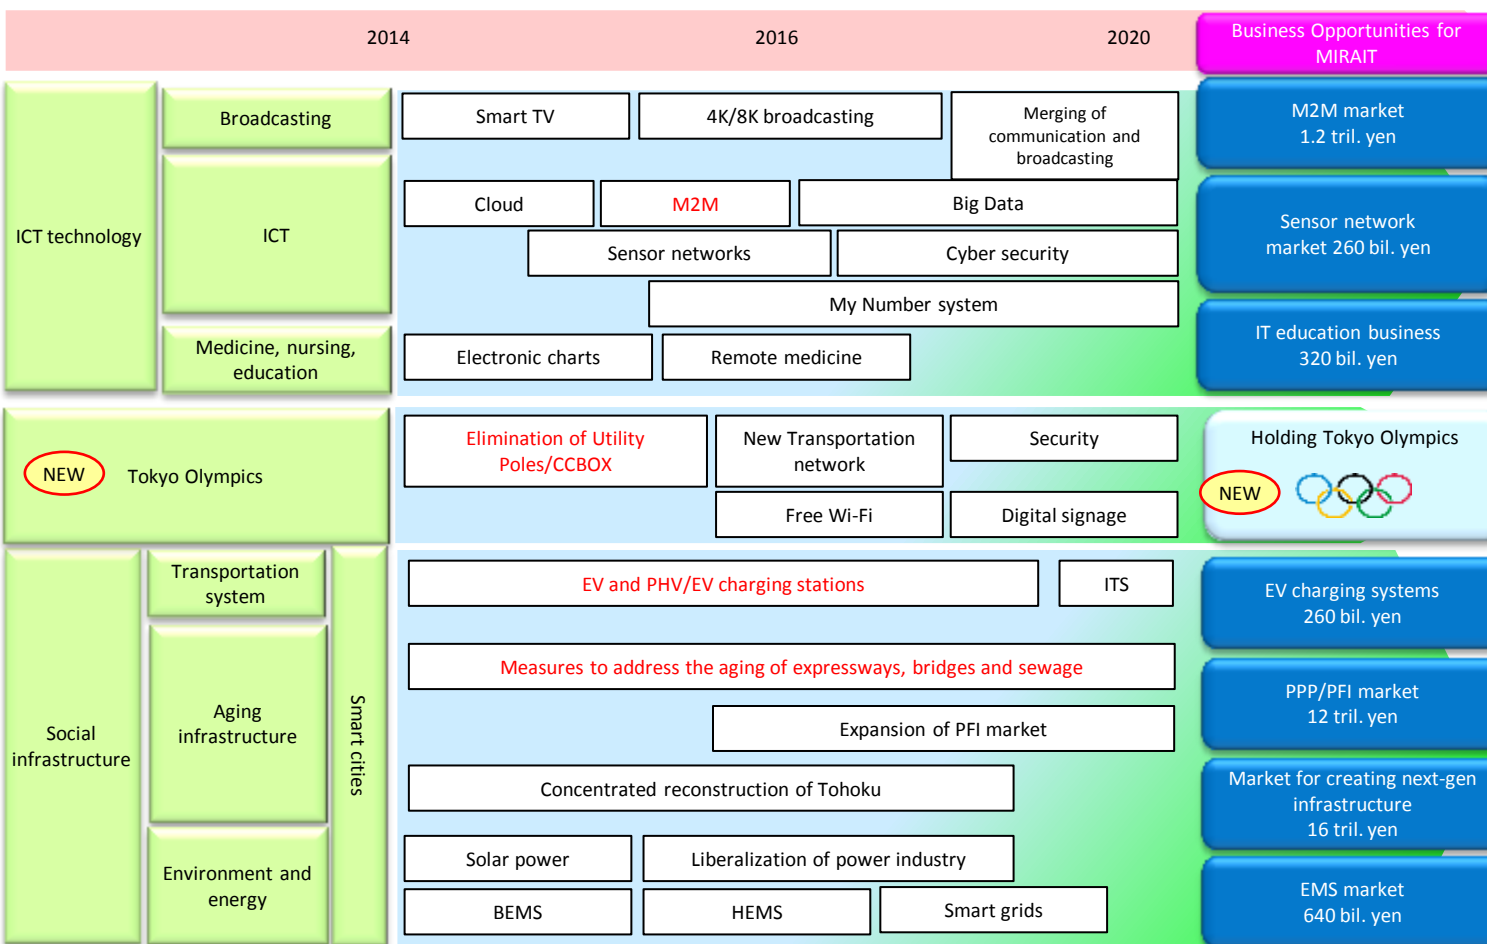 2014
2016
2020
Business Opportunities for
MIRAIT
ICT technology
Broadcasting
Smart TV
4K/8K broadcasting
Merging of
communication and
broadcasting
M2M market
1.2 tril. yen
ICT
Cloud
M2M
Big Data
Sensor networks
Cyber security
My Number system
Sensor network
market 260 bil. yen
Medicine, nursing,
education
Electronic charts
Remote medicine
IT education business
320 bil. yen
NEW
Tokyo Olympics
Elimination of Utility
Poles/CCBOX
New Transportation
network
Security
Free Wi-Fi
Digital signage
Holding Tokyo Olympics
NEW
Social
infrastructure
Smart cities
Transportation
system
EV and PHV/EV charging stations
ITS
EV charging systems
260 bil. yen
Aging
infrastructure
Measures to address the aging of expressways, bridges and sewage
Expansion of PFI market
Concentrated reconstruction of Tohoku
PPP/PFI market
12 tril. yen
Market for creating next-gen
infrastructure
16 tril. yen
Environment and
energy
Solar power
Liberalization of power industry
BEMS
HEMS
Smart grids
EMS market
640 bil. yen